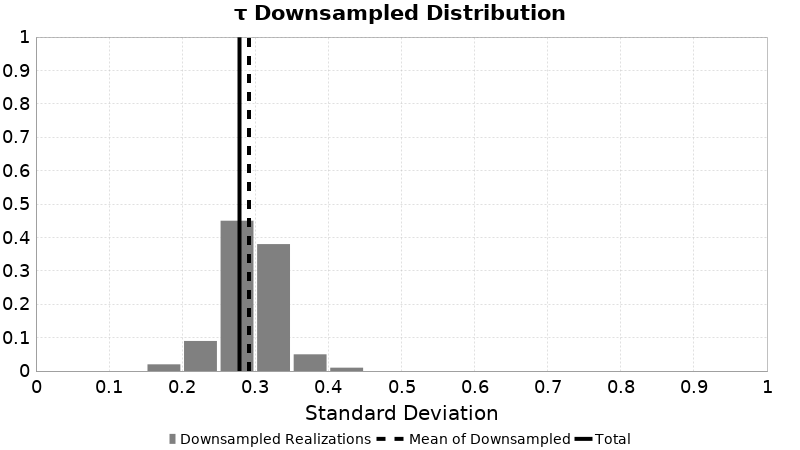 τ Downsampled Distribution
1
0.9
0.8
0.7
0.6
0.5
0.4
0.3
0.2
0.1
0
0 0.1 0.2 0.3 0.4 0.5 0.6 0.7 0.8 0.9 1
Standard Deviation
Downsampled Realizations Mean of Downsampled Total